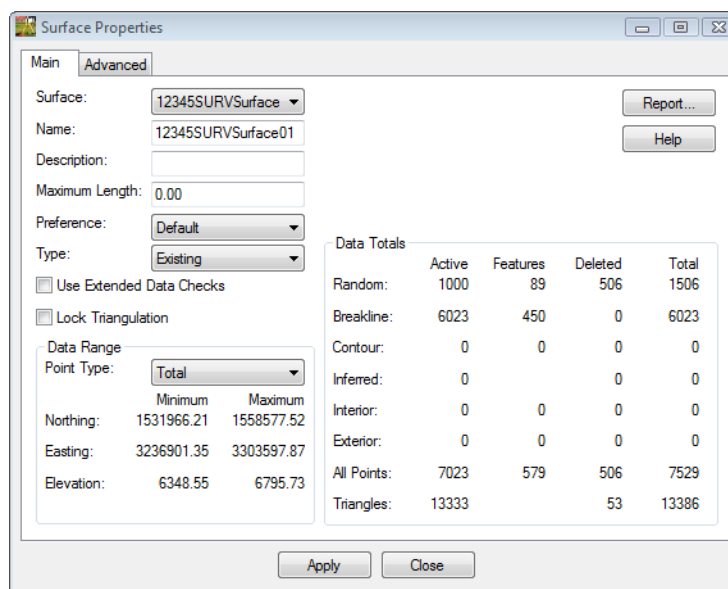 Surface Properties
Main Advanced
Surface: 12345SURVSurface
Name: 12345SURVSurface01
Description:
Maximum Length: 0.00
Preference: Default
Type: Existing
Use Extended Data Checks
Lock Triangulation
Report...
Help
Data Range
Point Type: Total
Minimum Maximum
Northing: 1531966.21 1558577.52
Easting: 3236901.35 3303597.87
Elevation: 6348.55 6795.73
Data Totals
Active Features Deleted Total
Random: 1000 89 506 1506
Breakline: 6023 450 0 6023
Contour: 0 0 0 0
Inferred: 0 0 0
Interior: 0 0 0 0
Exterior: 0 0 0 0
All Points: 7023 579 506 7529
Triangles: 13333 53 13386
Apply Close